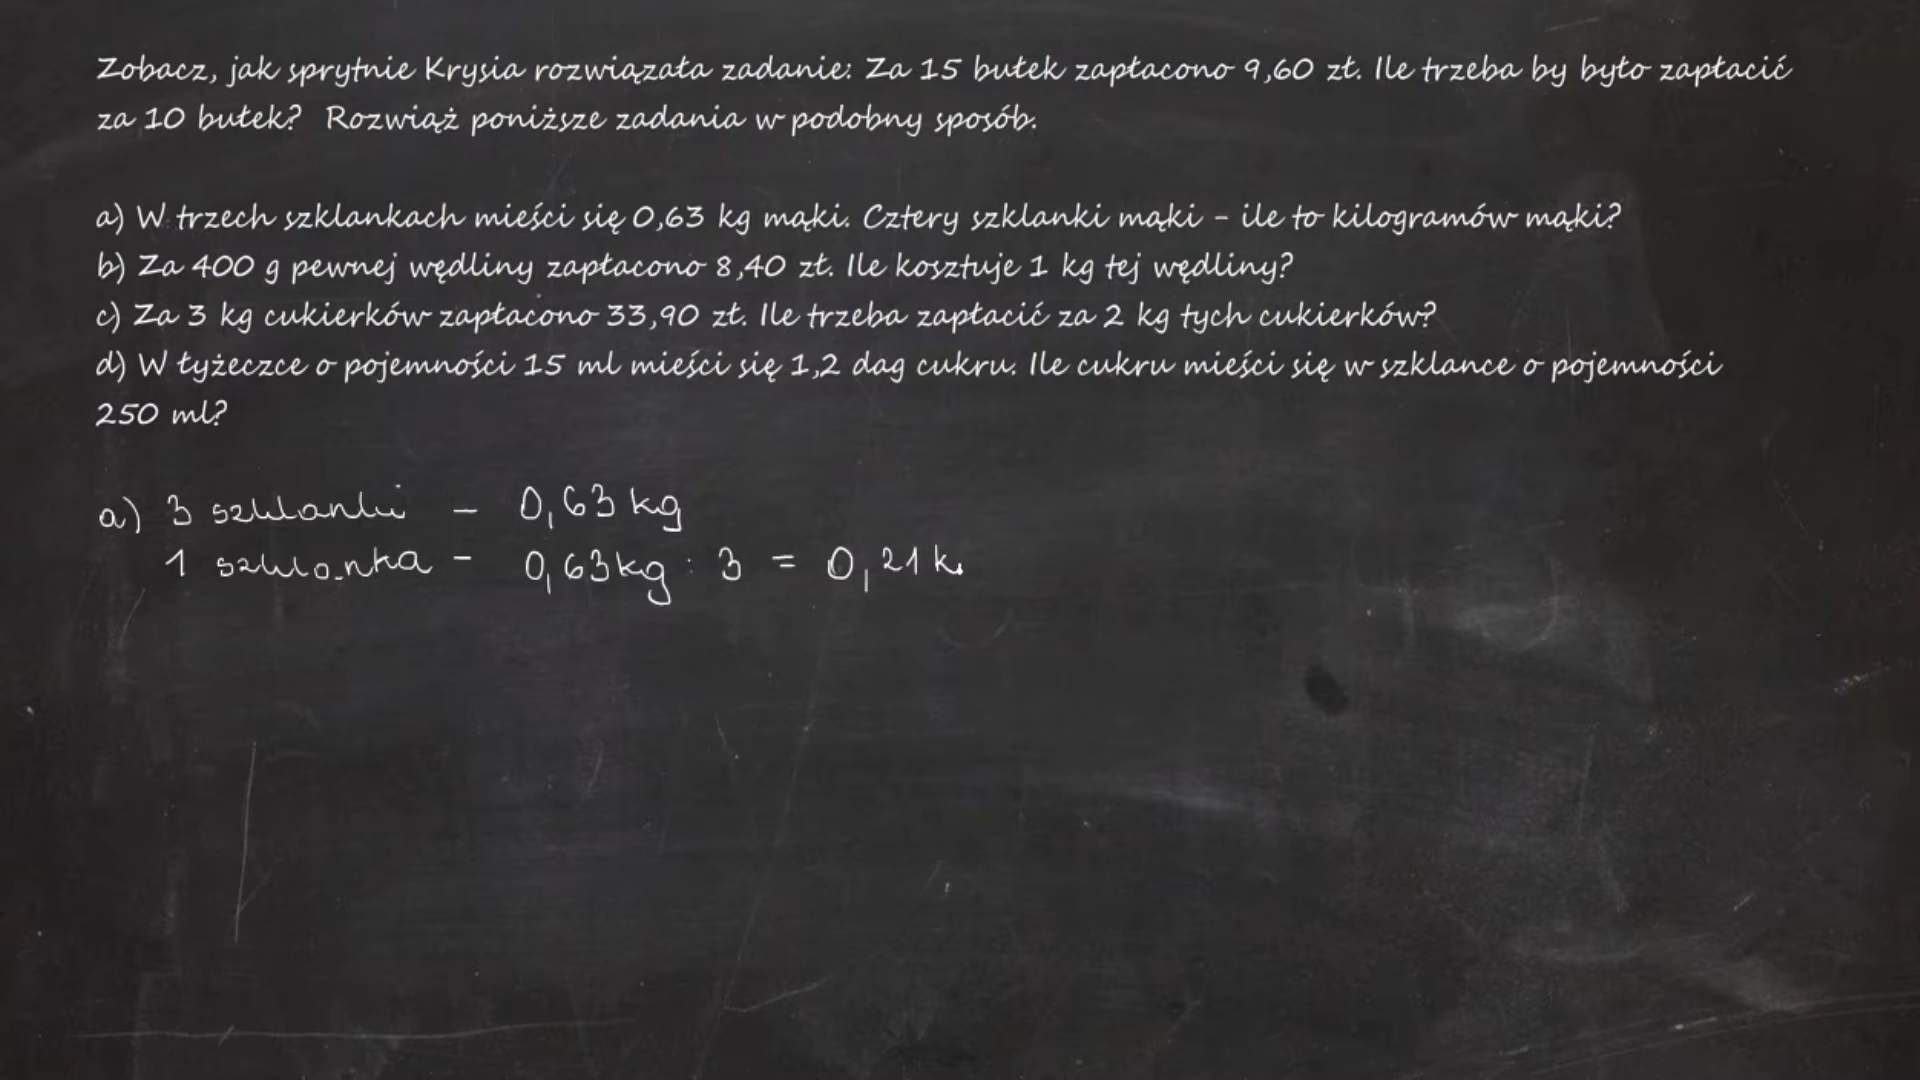 Zobacz, jak sprytnie Krysia rozwiązała zadanie: Za 15 bułek zapłacono 9,60 zł. Ile trzeba by było zapłacić
za 10 bułek? Rozwiąż poniższe zadania w podobny sposób.
a) W trzech szklankach mieści się 0,63 kg mąki. Cztery szklanki mąki - ile to kilogramów mąki?
b) Za 400 g pewnej wędliny zapłacono 8,40 zł. Ile kosztuje 1 kg tej wędliny?
c) Za 3 kg cukierków zapłacono 33,90 zł. Ile trzeba zapłacić za 2 kg tych cukierków?
d) W łyżeczce o pojemności 15 ml mieści się 1,2 dag cukru. Ile cukru mieści się w szklance o pojemności
250 ml?
a) 3 szklanki - 0,63 kg
1 szklanka - 0,63 kg : 3 = 0,21 k